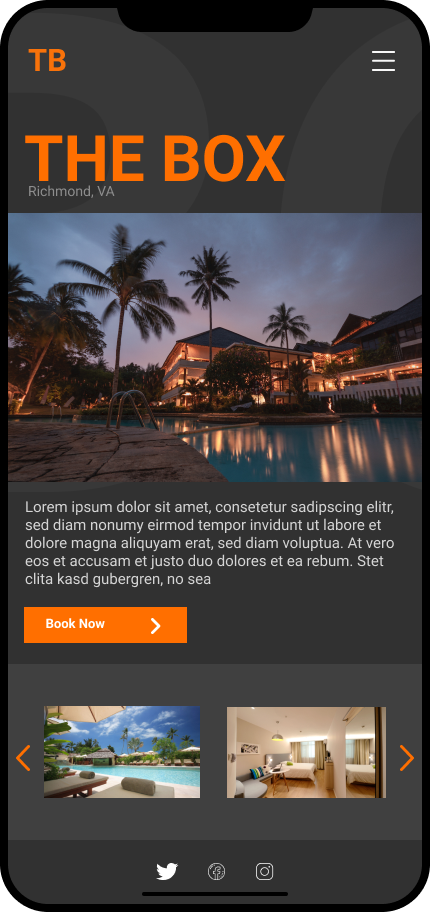 TB
THE BOX
Richmond, VA
Lorem ipsum dolor sit amet, consetetur sadipscing elitr,
sed diam nonumy eirmod tempor invidunt ut labore et
dolore magna aliquyam erat, sed diam voluptua. At vero
eos et accusam et justo duo dolores et ea rebum. Stet
clita kasd gubergren, no sea
Book Now